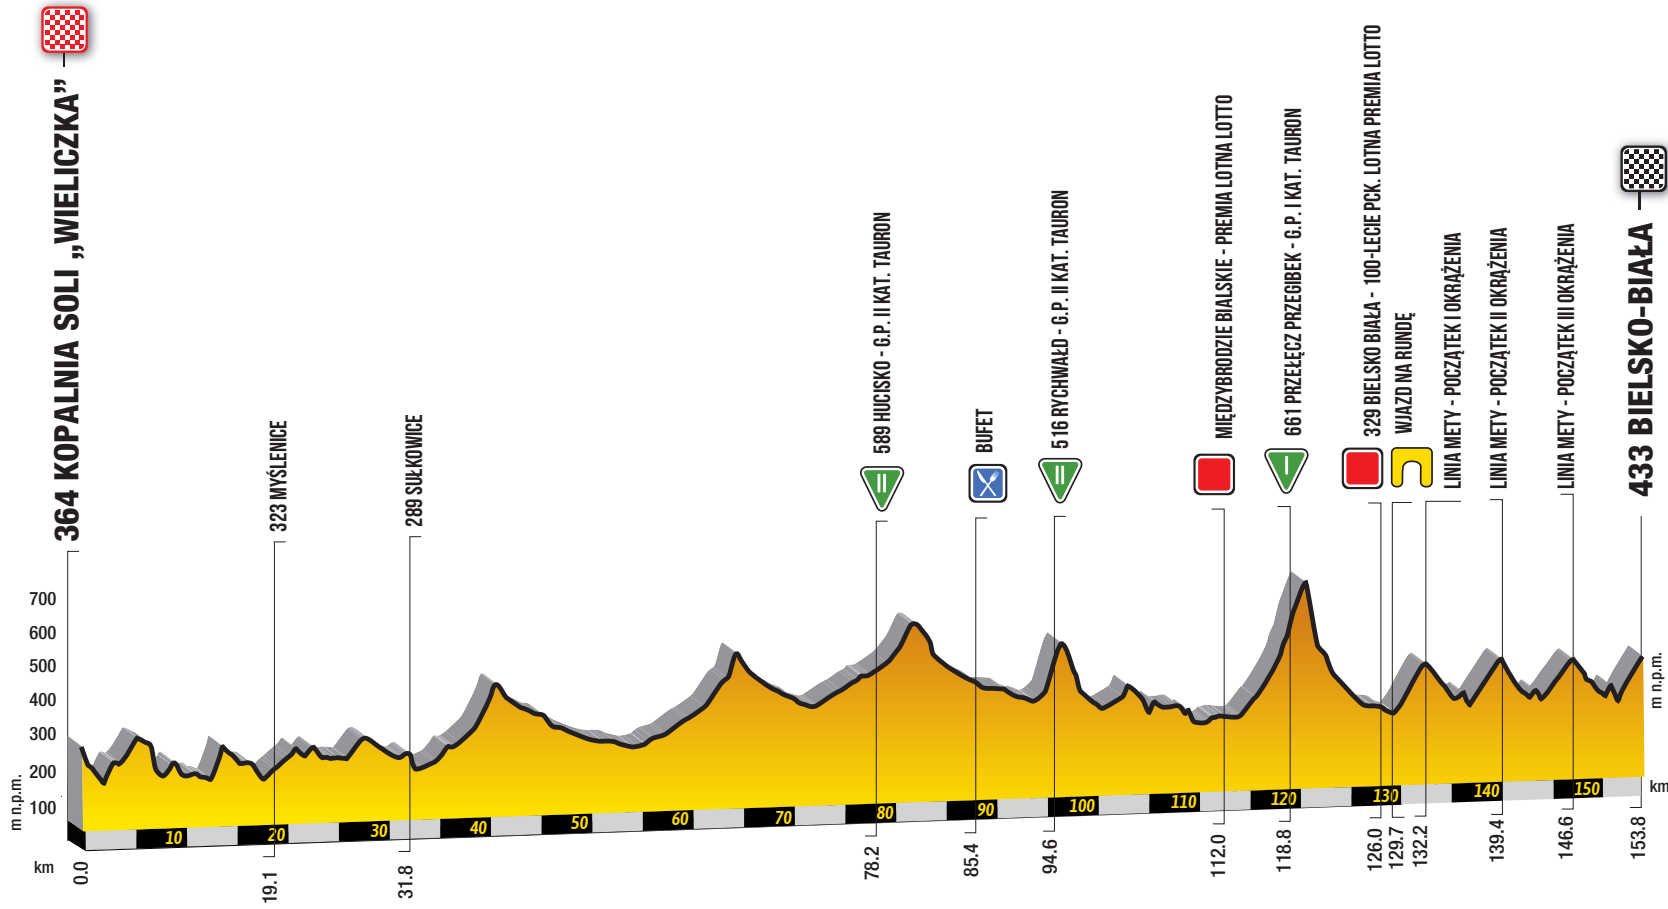 364 KOPALNIA SOLI „WIELICZKA”
323 MYŚLENICE
289 SUŁKOWICE
589 HUCISKO - G.P. II KAT. TAURON
II
BUFET
516 RYCHWAŁD - G.P. II KAT. TAURON
II
MIĘDZYBRODZIE BIALSKIE - PREMIA LOTNA LOTTO
661 PRZEŁĘCZ PRZEGIBEK - G.P. I KAT. TAURON
I
329 BIELSKO BIAŁA - 100-LECIE PCK. LOTNA PREMIA LOTTO
WJAZD NA RUNDĘ
LINIA METY - POCZĄTEK I OKRĄŻENIA
LINIA METY - POCZĄTEK II OKRĄŻENIA
LINIA METY - POCZĄTEK III OKRĄŻENIA
433 BIELSKO-BIAŁA
700
600
500
400
300
200
100
m n.p.m.
m n.p.m.
10 20 30 40 50 60 70 80 90 100 110 120 130 140 150 km
km 0.0 19.1 31.8 78.2 85.4 94.6 112.0 118.8 126.0 129.7 132.2 139.4 146.6 153.8